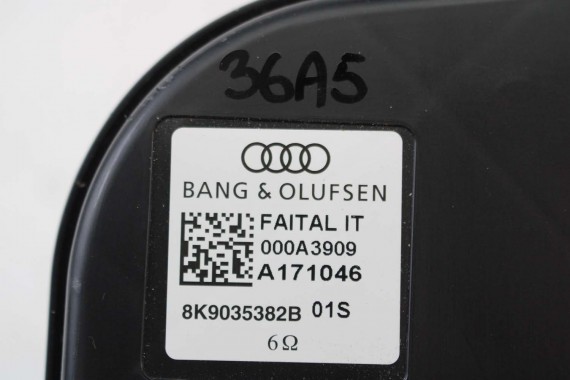 36A5
BANG & OLUFSEN
FAITAL IT
000A3909
A171046
8K9035382B 01S
6Ω